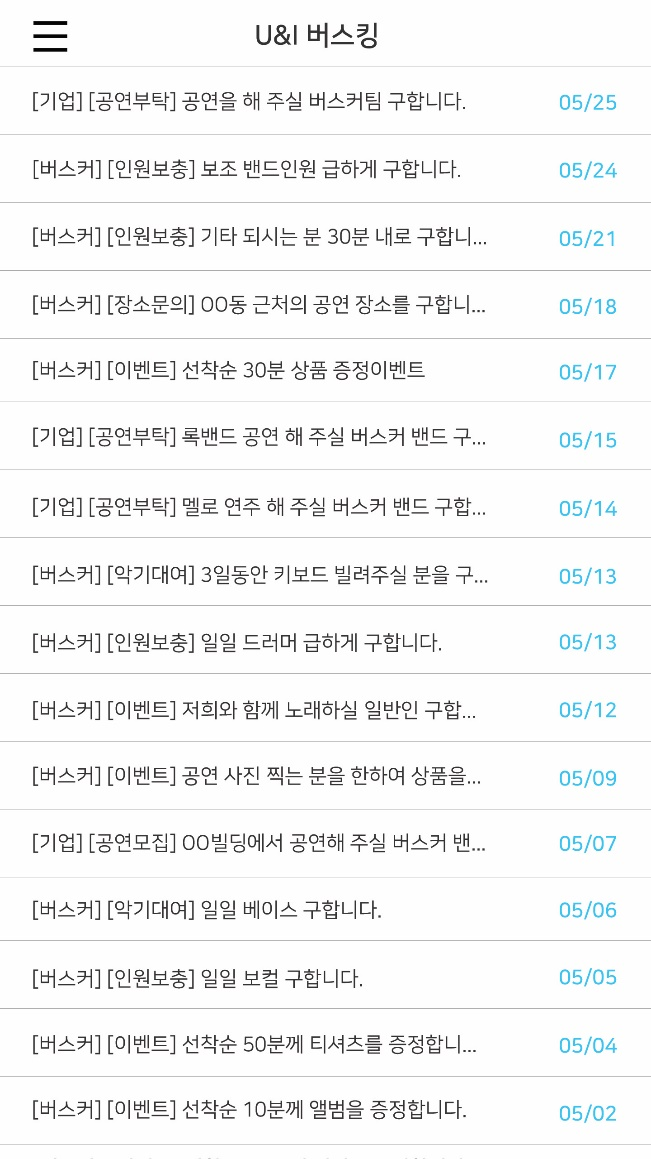 U&I 버스킹
[기업] [공연부탁] 공연을 해 주실 버스커팀 구합니다. 05/25
[버스커] [인원보충] 보조 밴드인원 급하게 구합니다. 05/24
[버스커] [인원보충] 기타 되시는 분 30분 내로 구합니... 05/21
[버스커] [장소문의] OO동 근처의 공연 장소를 구합니... 05/18
[버스커] [이벤트] 선착순 30분 상품 증정이벤트 05/17
[기업] [공연부탁] 록밴드 공연 해 주실 버스커 밴드 구... 05/15
[기업] [공연부탁] 멜로 연주 해 주실 버스커 밴드 구합... 05/14
[버스커] [악기대여] 3일동안 키보드 빌려주실 분을 구... 05/13
[버스커] [인원보충] 일일 드러머 급하게 구합니다. 05/13
[버스커] [이벤트] 저희와 함께 노래하실 일반인 구합... 05/12
[버스커] [이벤트] 공연 사진 찍는 분을 한하여 상품을... 05/09
[기업] [공연모집] OO빌딩에서 공연해 주실 버스커 밴... 05/07
[버스커] [악기대여] 일일 베이스 구합니다. 05/06
[버스커] [인원보충] 일일 보컬 구합니다. 05/05
[버스커] [이벤트] 선착순 50분께 티셔츠를 증정합니... 05/04
[버스커] [이벤트] 선착순 10분께 앨범을 증정합니다. 05/02